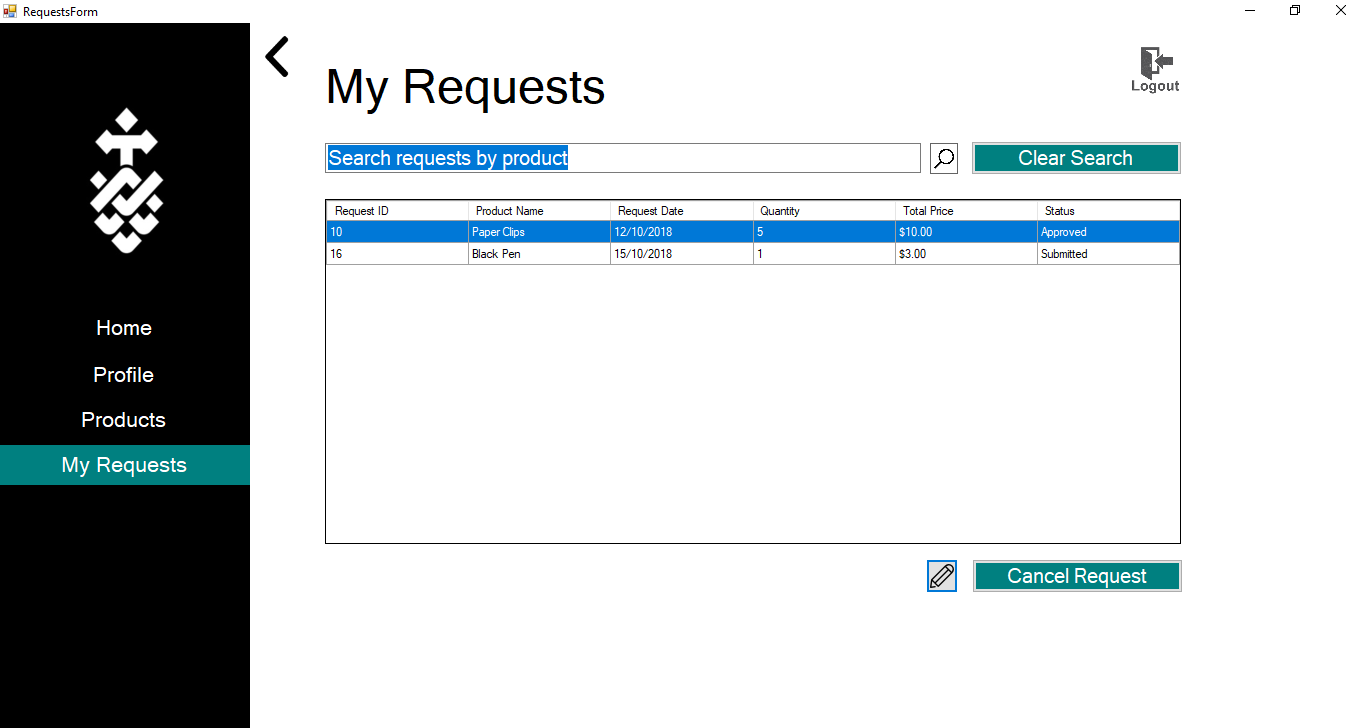 RequestsForm
My Requests
Logout
Search requests by product
Clear Search
Request ID Product Name Request Date Quantity Total Price Status
10 Paper Clips 12/10/2018 5 $10.00 Approved
16 Black Pen 15/10/2018 1 $3.00 Submitted
Home
Profile
Products
My Requests
Cancel Request